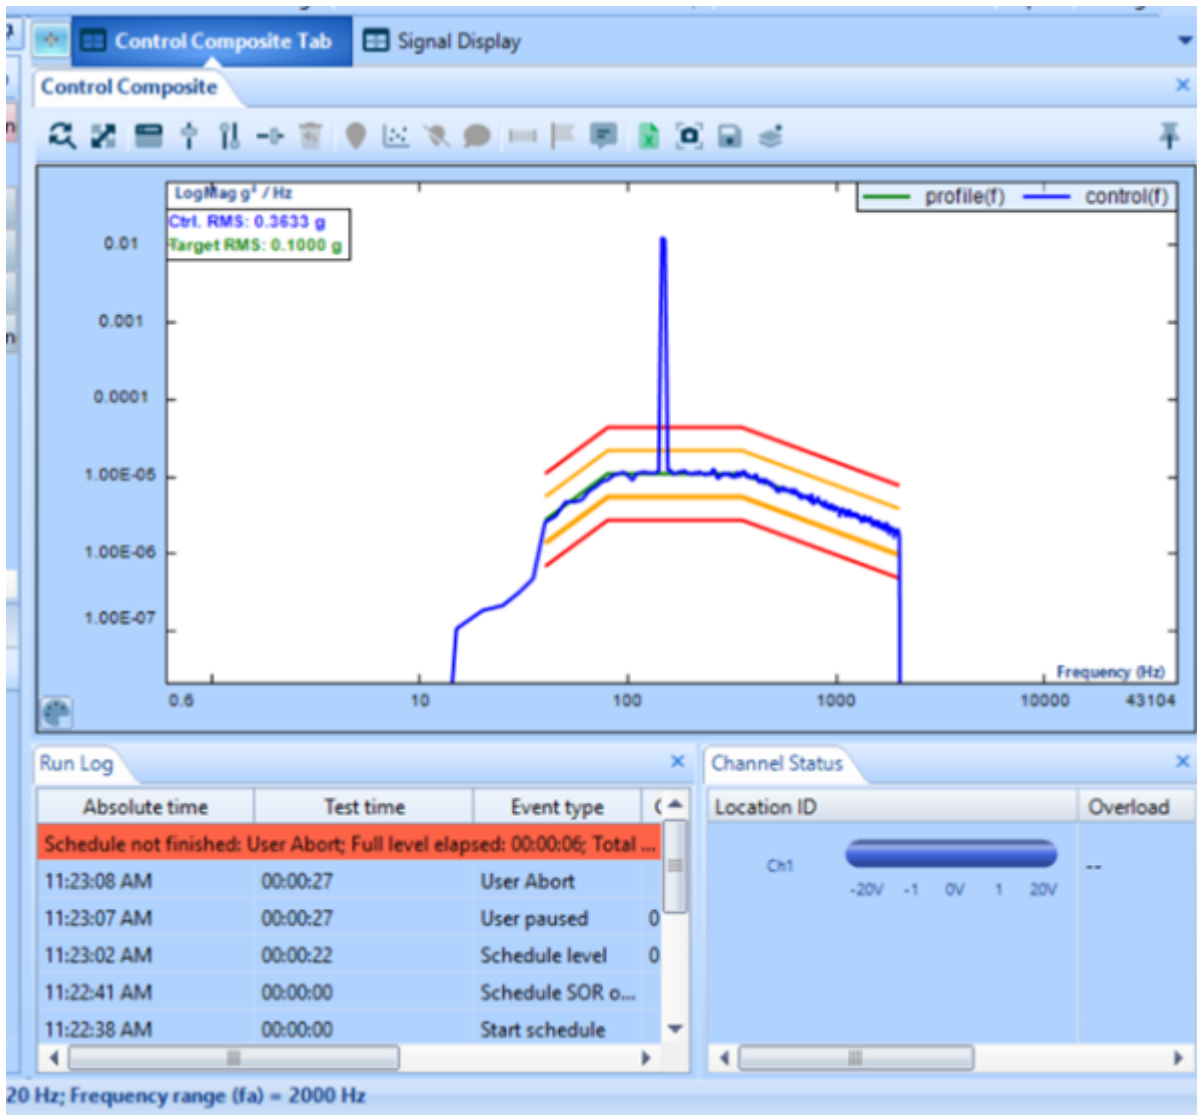 Control Composite Tab
Signal Display
Control Composite
LogMag g² / Hz
Ctrl. RMS: 0.3633 g
Target RMS: 0.1000 g
profile(f)
control(f)
0.01
0.001
0.0001
1.00E-05
1.00E-06
1.00E-07
Frequency (Hz)
0.6 10 100 1000 10000 43104
Run Log
Absolute time Test time Event type
Schedule not finished: User Abort; Full level elapsed: 00:00:06; Total ...
11:23:08 AM 00:00:27 User Abort
11:23:07 AM 00:00:27 User paused 0
11:23:02 AM 00:00:22 Schedule level 0
11:22:41 AM 00:00:00 Schedule SOR o...
11:22:38 AM 00:00:00 Start schedule
Channel Status
Location ID Overload
Ch1 --
-20V -1 0V 1 20V
20 Hz; Frequency range (fa) = 2000 Hz